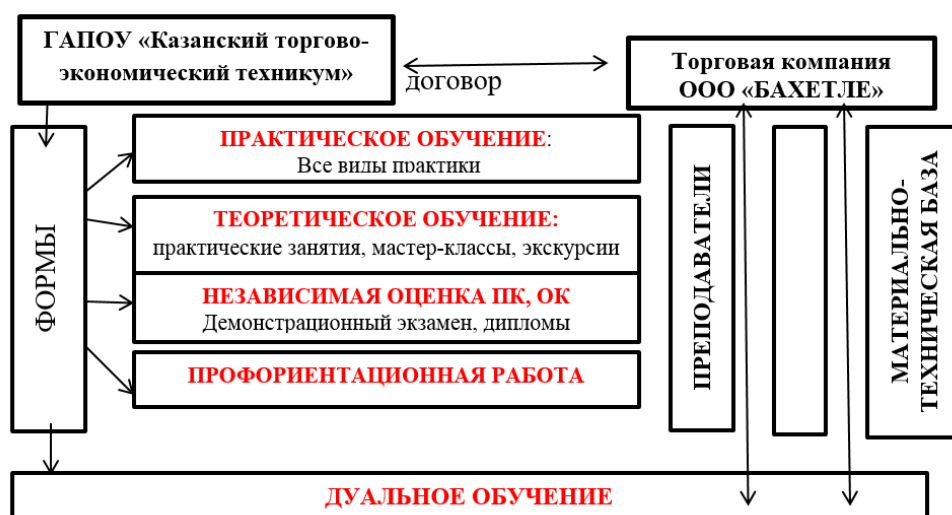 ГАПОУ «Казанский торгово-
экономический техникум»
договор
Торговая компания
ООО «БАХЕТЛЕ»
ФОРМЫ
ПРАКТИЧЕСКОЕ ОБУЧЕНИЕ:
Все виды практики
ТЕОРЕТИЧЕСКОЕ ОБУЧЕНИЕ:
практические занятия, мастер-классы, экскурсии
НЕЗАВИСИМАЯ ОЦЕНКА ПК, ОК
Демонстрационный экзамен, дипломы
ПРОФОРИЕНТАЦИОННАЯ РАБОТА
ПРЕПОДАВАТЕЛИ
МАТЕРИАЛЬНО-
ТЕХНИЧЕСКАЯ БАЗА
ДУАЛЬНОЕ ОБУЧЕНИЕ